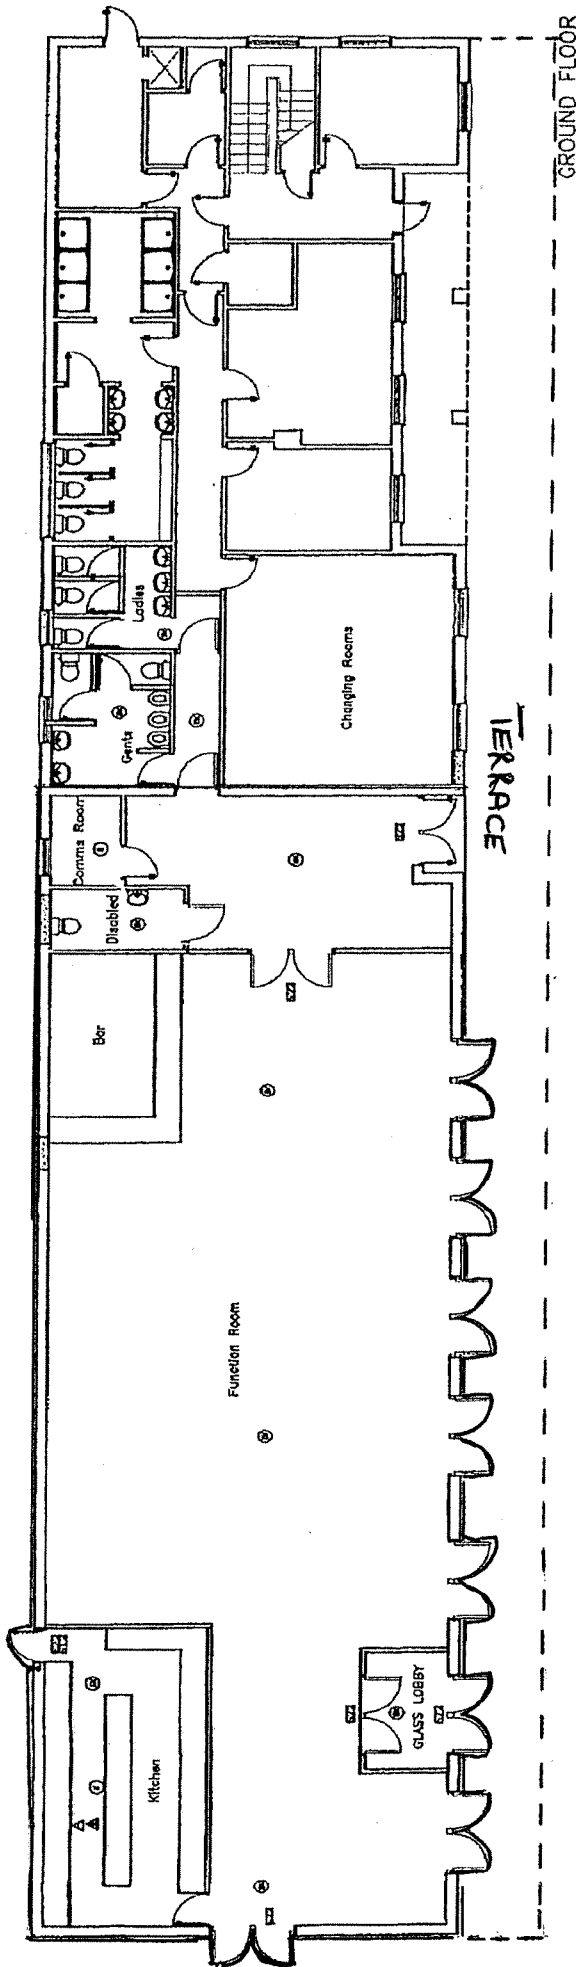 GROUND FLOOR
Ladies
Gents
Changing Rooms
TERRACE
Comms Room
Disabled
Bar
Function Room
Kitchen
GLASS LOBBY